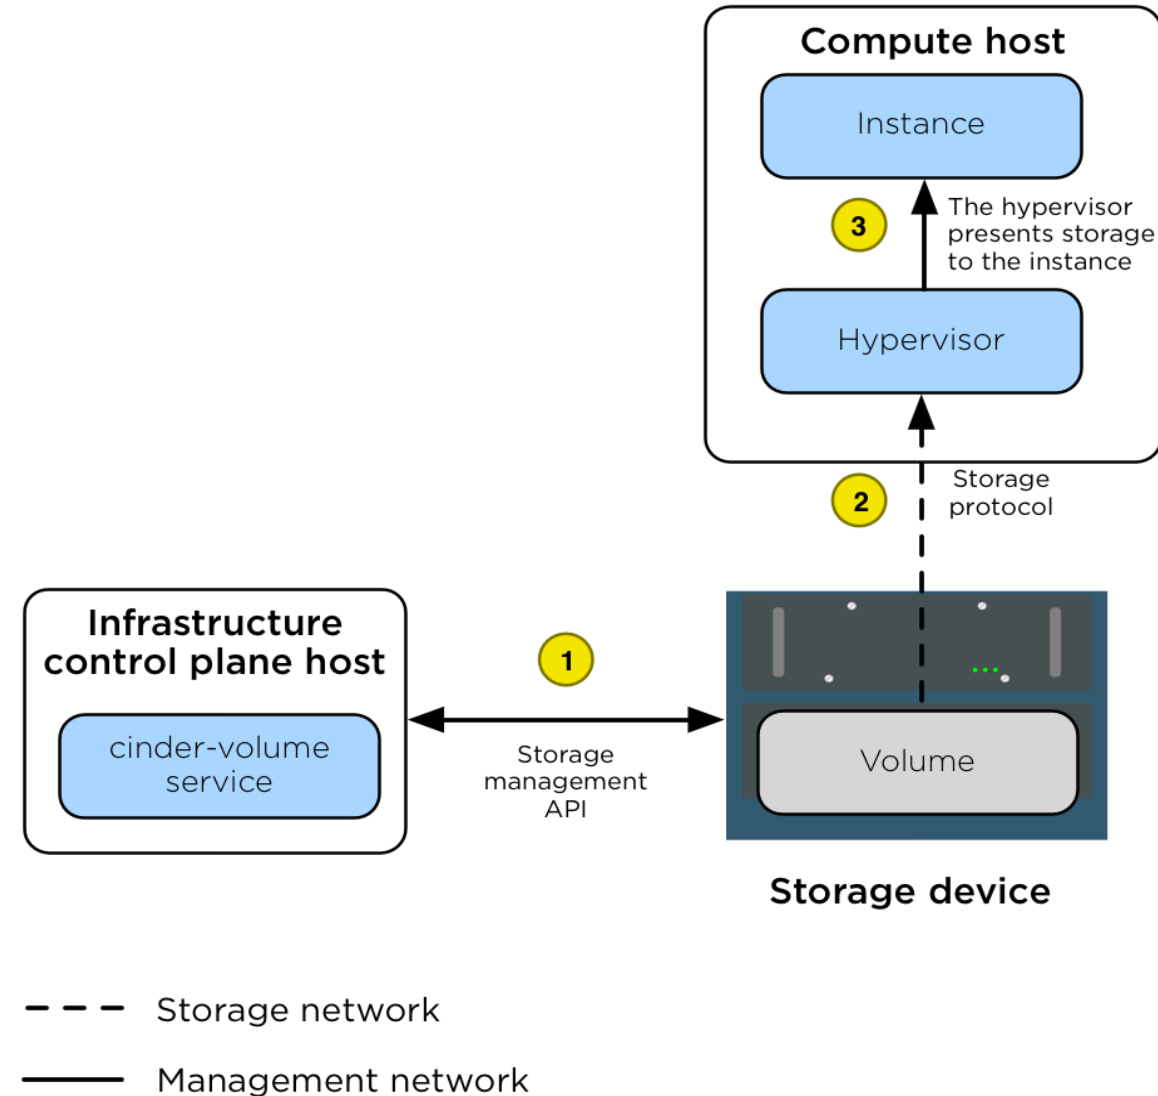 Compute host
Instance
3
The hypervisor
presents storage
to the instance
Hypervisor
2
Storage
protocol
Infrastructure
control plane host
cinder-volume
service
1
Storage
management
API
Volume
Storage device
Storage network
Management network